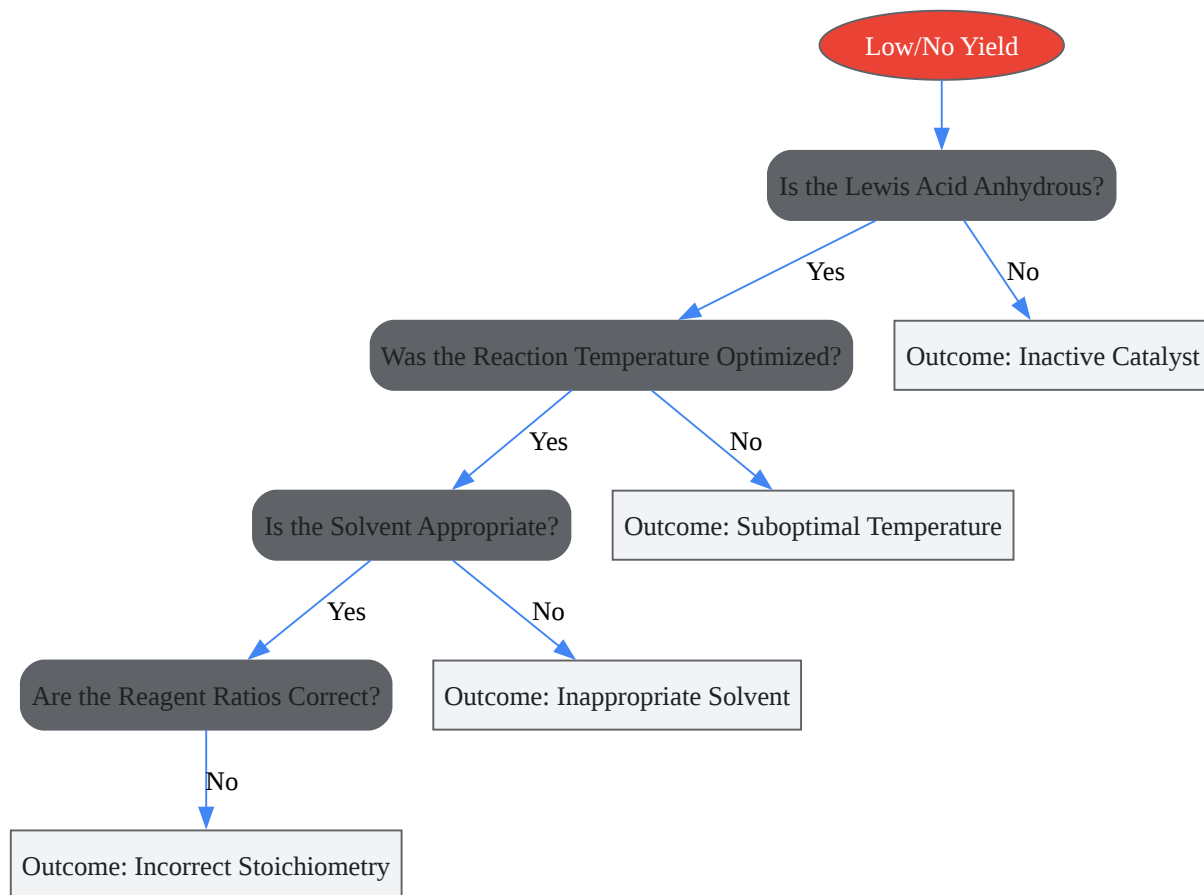 Low/No Yield
Is the Lewis Acid Anhydrous?
Yes
No
Was the Reaction Temperature Optimized?
Outcome: Inactive Catalyst
Yes
No
Is the Solvent Appropriate?
Outcome: Suboptimal Temperature
Yes
No
Are the Reagent Ratios Correct?
Outcome: Inappropriate Solvent
No
Outcome: Incorrect Stoichiometry